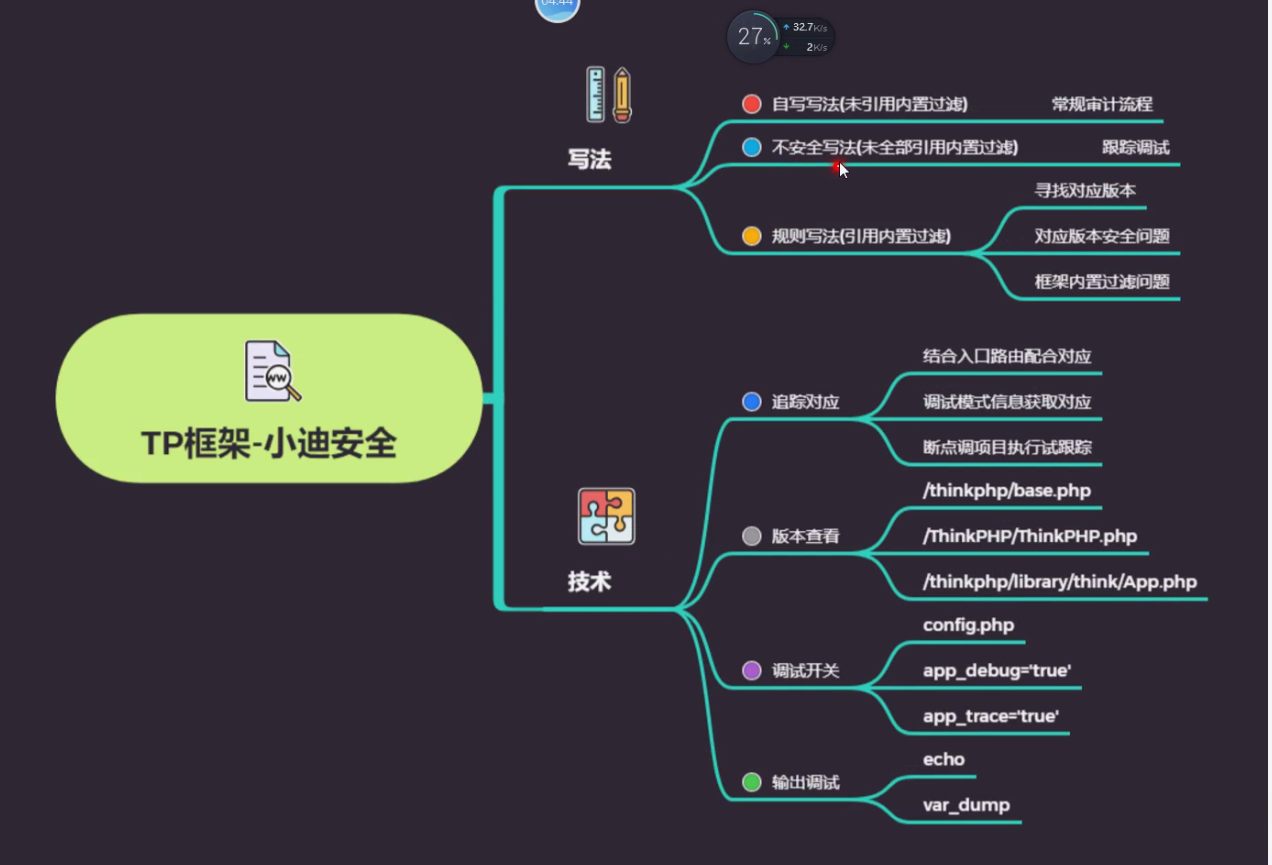 04:44
27%
32.7K/s
2K/s
写法
自写写法(未引用内置过滤)
常规审计流程
不安全写法(未全部引用内置过滤)
跟踪调试
规则写法(引用内置过滤)
寻找对应版本
对应版本安全问题
框架内置过滤问题
WW
TP框架-小迪安全
技术
追踪对应
结合入口路由配合对应
调试模式信息获取对应
断点调项目执行试跟踪
版本查看
/thinkphp/base.php
/ThinkPHP/ThinkPHP.php
/thinkphp/library/think/App.php
调试开关
config.php
app_debug='true'
app_trace='true'
输出调试
echo
var_dump